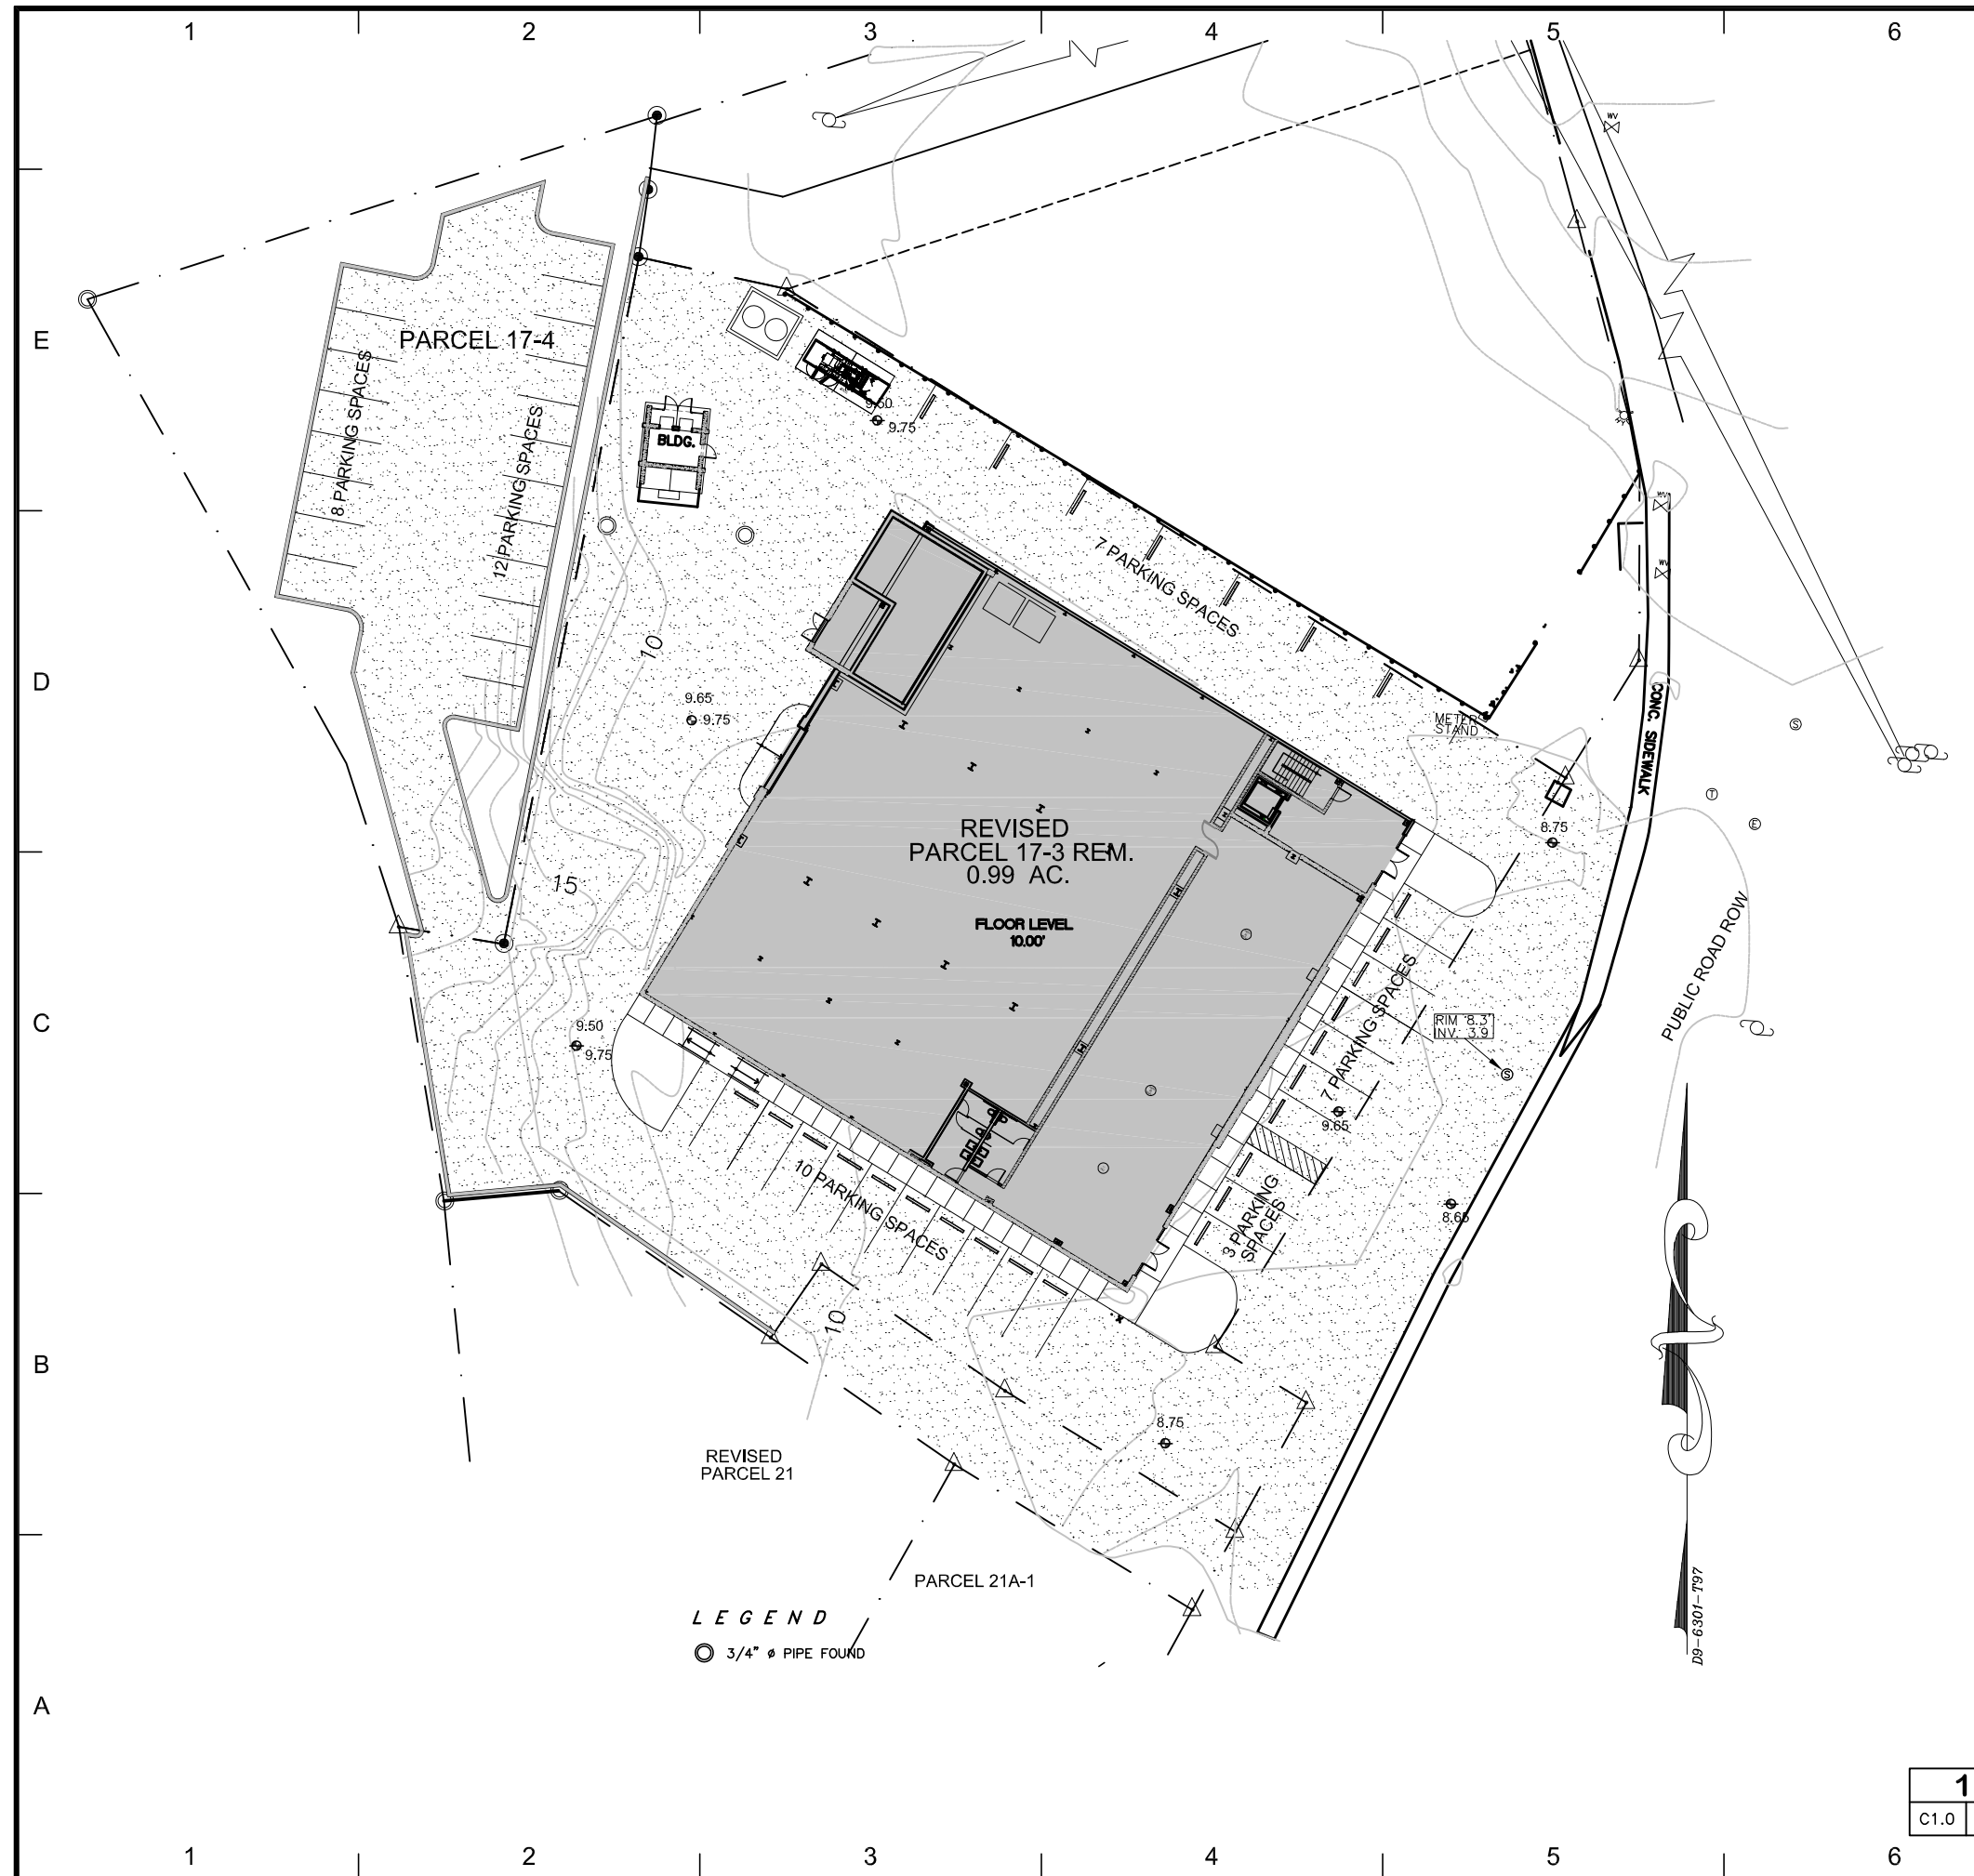 1 2 3 4 5 6
WV
E
PARCEL 17-4
8 PARKING SPACES
12 PARKING SPACES
BLDG.
9.50
9.75
WV
7 PARKING SPACES
WV
10
D
9.65
9.75
METER
STAND
CONC. SIDEWALK
S
T
E
8.75
REVISED
PARCEL 17-3 REM.
0.99 AC.
15
FLOOR LEVEL
10.00'
PUBLIC ROAD ROW
C
9.50
9.75
7 PARKING SPACES
RIM 8.3'
INV. 3.9
S
9.65
10 PARKING SPACES
3 PARKING
SPACES
8.65
10
B
8.75
REVISED
PARCEL 21
PARCEL 21A-1
LEGEND
3/4" ø PIPE FOUND
D9-6301-T97
A
1
C1.0
1 2 3 4 5 6